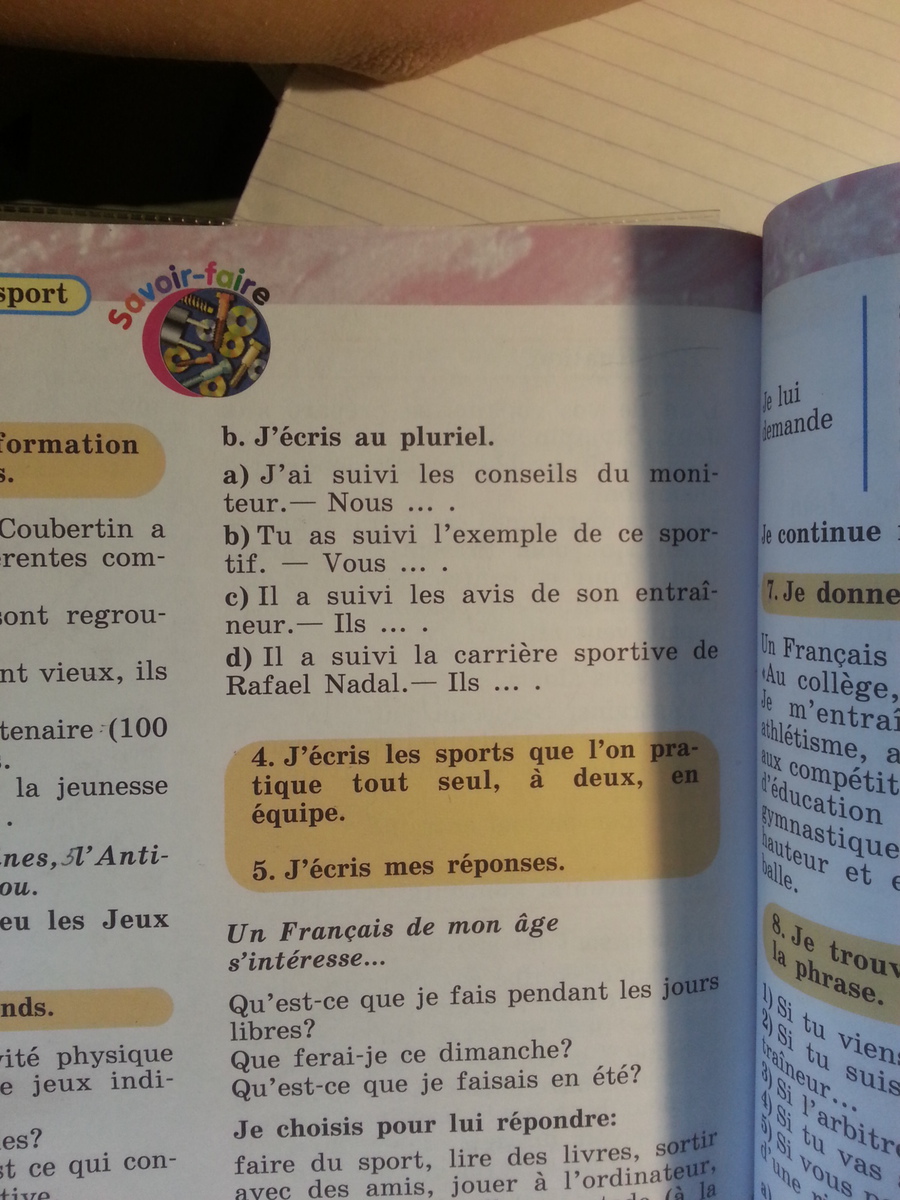 sport
Savoir-faire
formation
s.
Coubertin a
érentes com-
sont regrou-
nt vieux, ils
tenaire (100
s.
la jeunesse
.
nes, l'Anti-
ou.
eu les Jeux
nds.
vité physique
e jeux indi-
es?
st ce qui con-
tive
b. J'écris au pluriel.
a) J'ai suivi les conseils du moni-
teur.— Nous ... .
b) Tu as suivi l'exemple de ce spor-
tif. — Vous ... .
c) Il a suivi les avis de son entraî-
neur.— Ils ... .
d) Il a suivi la carrière sportive de
Rafael Nadal.— Ils ... .
4. J'écris les sports que l'on pra-
tique tout seul, à deux, en
équipe.
5. J'écris mes réponses.
Un Français de mon âge
s'intéresse...
Qu'est-ce que je fais pendant les jours
libres?
Que ferai-je ce dimanche?
Qu'est-ce que je faisais en été?
Je choisis pour lui répondre:
faire du sport, lire des livres, sortir
avec des amis, jouer à l'ordinateur,
(à la
Je lui
demande
Je continue
7. Je donne
Un Français
«Au collège,
Je m'entraî
athlétisme, a
aux compétit
d'éducation
gymnastique
hauteur et e
balle.
8. Je trouv
la phrase.
1) Si tu viens
2) Si tu suis
traîneur...
3) Si l'arbitre
4) Si tu vas
5) Si vous
d'une
a)